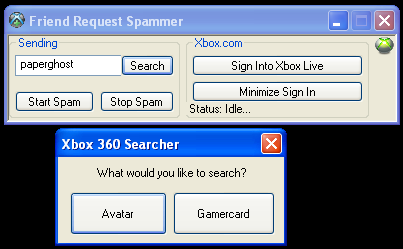 Friend Request Spammer
Sending
paperghost
Search
Start Spam
Stop Spam
Xbox.com
Sign Into Xbox Live
Minimize Sign In
Status: Idle...
Xbox 360 Searcher
What would you like to search?
Avatar
Gamercard